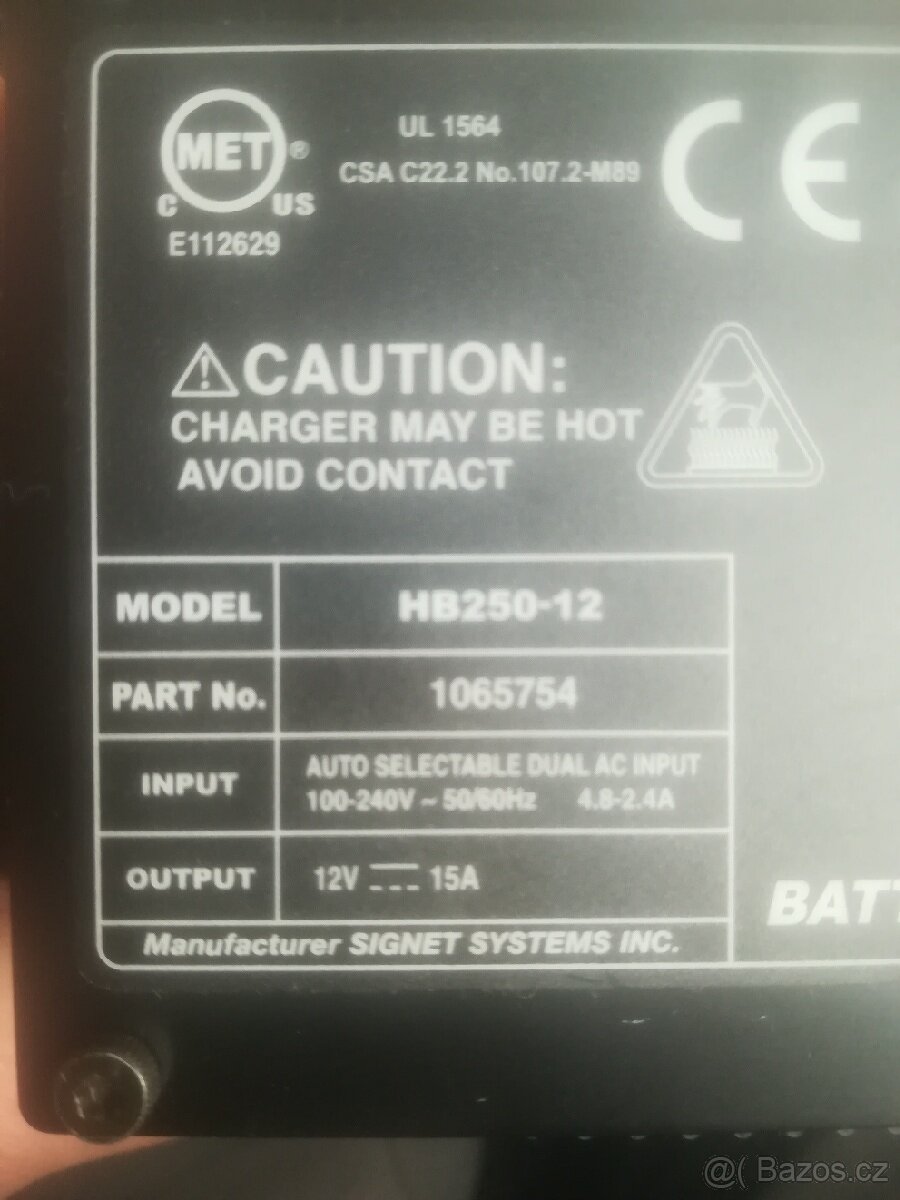 MET ®
C US
E112629
UL 1564
CSA C22.2 No.107.2-M89
CE
CAUTION:
CHARGER MAY BE HOT
AVOID CONTACT
MODEL HB250-12
PART No. 1065754
INPUT AUTO SELECTABLE DUAL AC INPUT
100-240V ~ 50/60Hz 4.8-2.4A
OUTPUT 12V ⎓ 15A
BATT
Manufacturer SIGNET SYSTEMS INC.
@( Bazos.cz